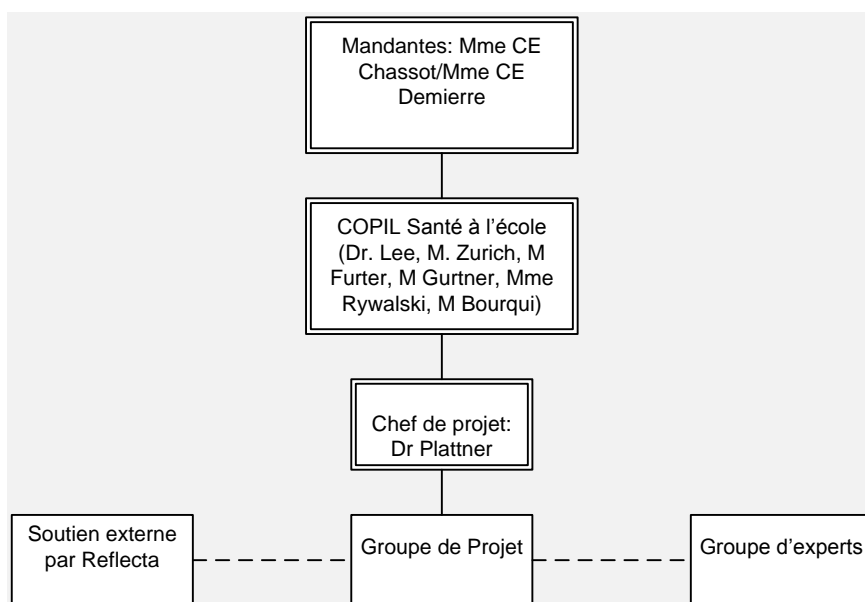 Mandantes: Mme CE
Chassot/Mme CE
Demierre
COPIL Santé à l'école
(Dr. Lee, M. Zurich, M
Furter, M Gurtner, Mme
Rywalski, M Bourqui)
Chef de projet:
Dr Plattner
Soutien externe
par Reflecta
Groupe de Projet
Groupe d'experts